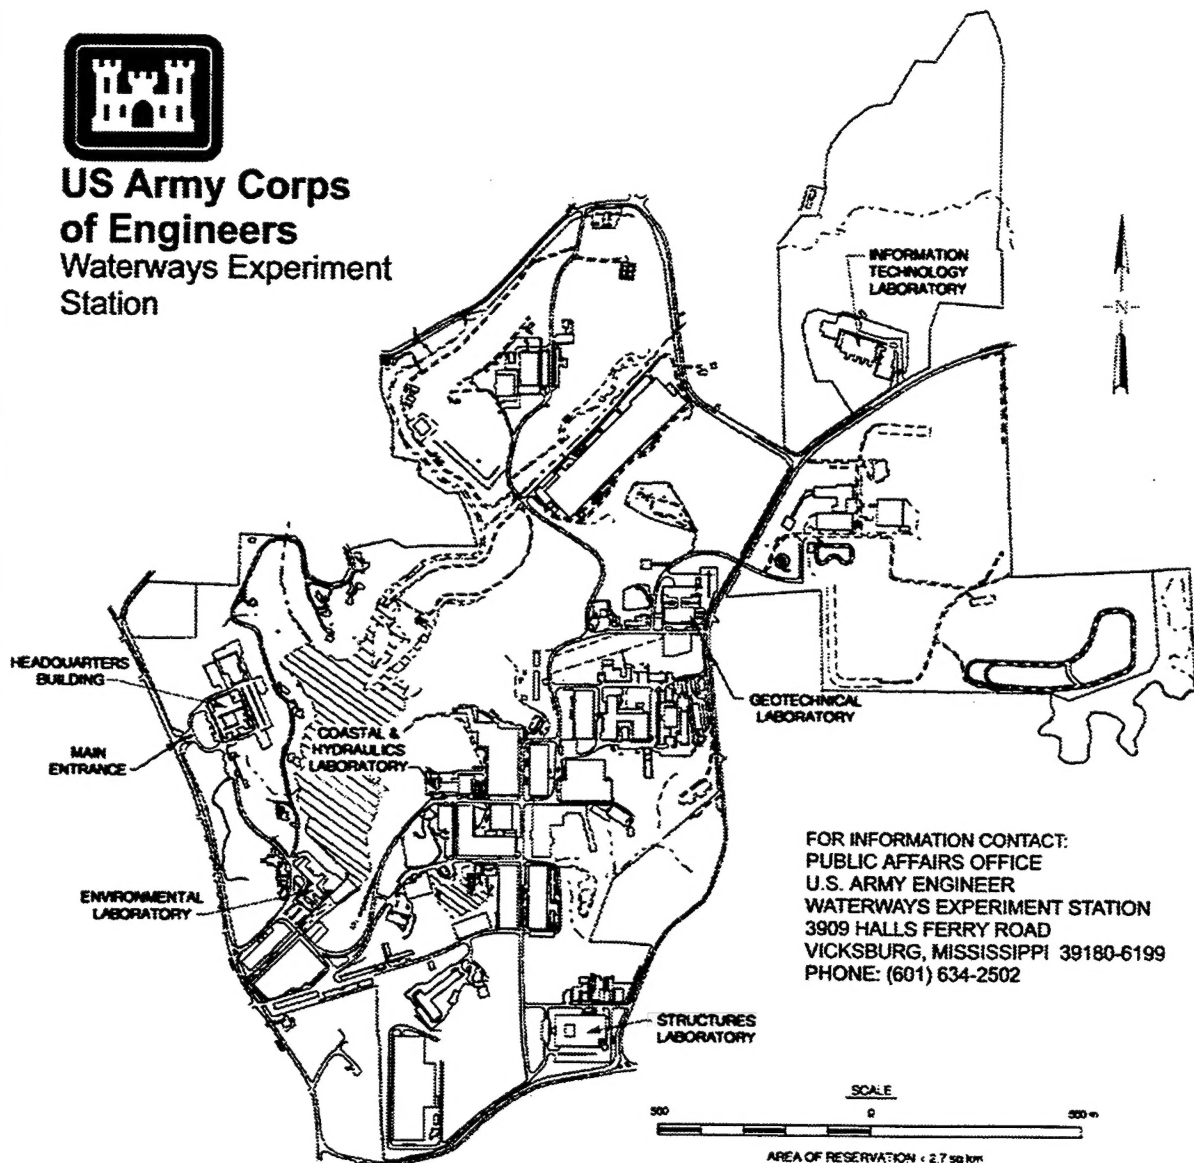 US Army Corps
of Engineers
Waterways Experiment
Station
INFORMATION
TECHNOLOGY
LABORATORY
N
HEADQUARTERS
BUILDING
MAIN
ENTRANCE
COASTAL &
HYDRAULICS
LABORATORY
GEOTECHNICAL
LABORATORY
ENVIRONMENTAL
LABORATORY
FOR INFORMATION CONTACT:
PUBLIC AFFAIRS OFFICE
U.S. ARMY ENGINEER
WATERWAYS EXPERIMENT STATION
3909 HALLS FERRY ROAD
VICKSBURG, MISSISSIPPI 39180-6199
PHONE: (601) 634-2502
STRUCTURES
LABORATORY
SCALE
500 0 500 m
AREA OF RESERVATION : 2.7 sq km